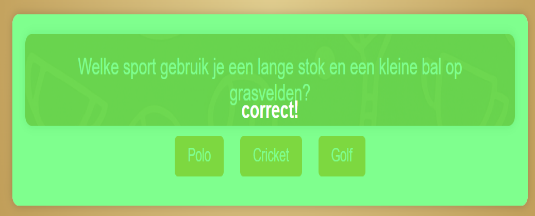 Welke sport gebruik je een lange stok en een kleine bal op
grasvelden?
correct!
Polo Cricket Golf